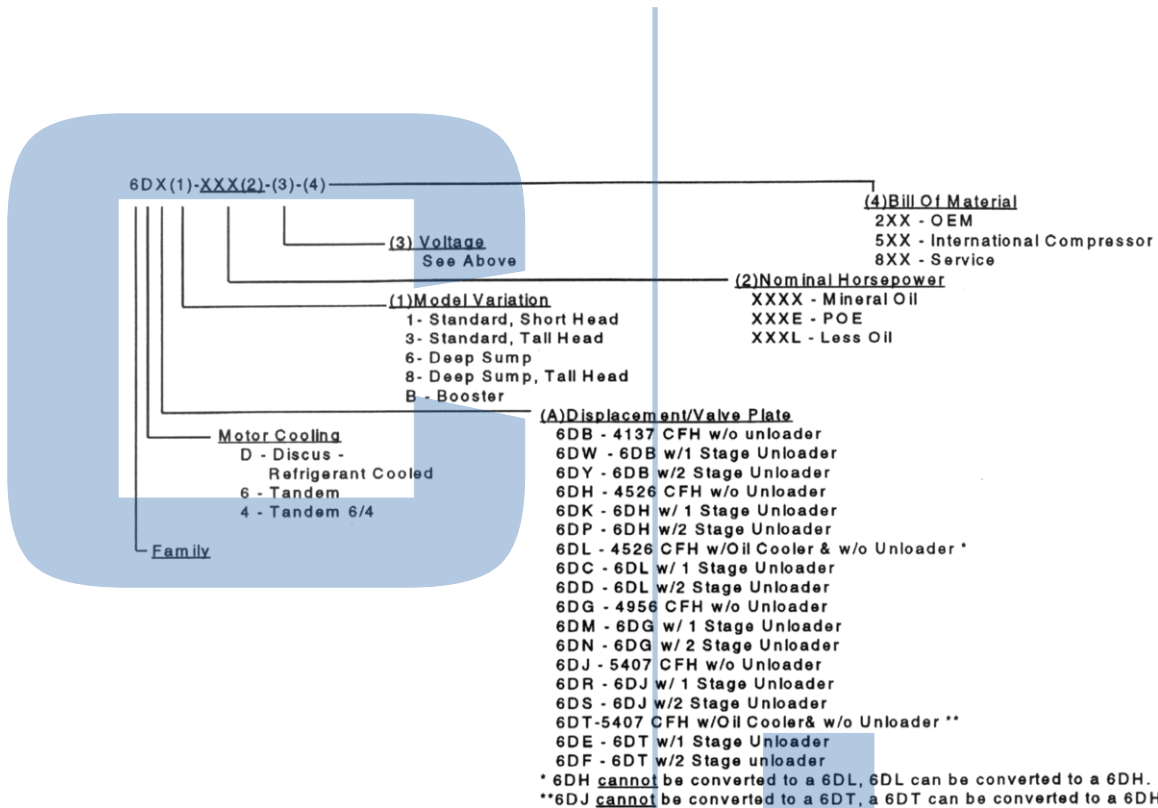 6DX(1)-XXX(2)-(3)-(4)
(4)Bill Of Material
2XX - OEM
5XX - International Compressor
8XX - Service
(3) Voltage
See Above
(2)Nominal Horsepower
XXXX - Mineral Oil
XXXE - POE
XXXL - Less Oil
(1)Model Variation
1- Standard, Short Head
3- Standard, Tall Head
6- Deep Sump
8- Deep Sump, Tall Head
B - Booster
(A)Displacement/Valve Plate
6DB - 4137 CFH w/o unloader
6DW - 6DB w/1 Stage Unloader
6DY - 6DB w/2 Stage Unloader
6DH - 4526 CFH w/o Unloader
6DK - 6DH w/ 1 Stage Unloader
6DP - 6DH w/2 Stage Unloader
6DL - 4526 CFH w/Oil Cooler & w/o Unloader *
6DC - 6DL w/ 1 Stage Unloader
6DD - 6DL w/2 Stage Unloader
6DG - 4956 CFH w/o Unloader
6DM - 6DG w/ 1 Stage Unloader
6DN - 6DG w/ 2 Stage Unloader
6DJ - 5407 CFH w/o Unloader
6DR - 6DJ w/ 1 Stage Unloader
6DS - 6DJ w/2 Stage Unloader
6DT-5407 CFH w/Oil Cooler& w/o Unloader **
6DE - 6DT w/1 Stage Unloader
6DF - 6DT w/2 Stage unloader
* 6DH cannot be converted to a 6DL, 6DL can be converted to a 6DH.
**6DJ cannot be converted to a 6DT, a 6DT can be converted to a 6DH
Motor Cooling
D - Discus -
Refrigerant Cooled
6 - Tandem
4 - Tandem 6/4
Family